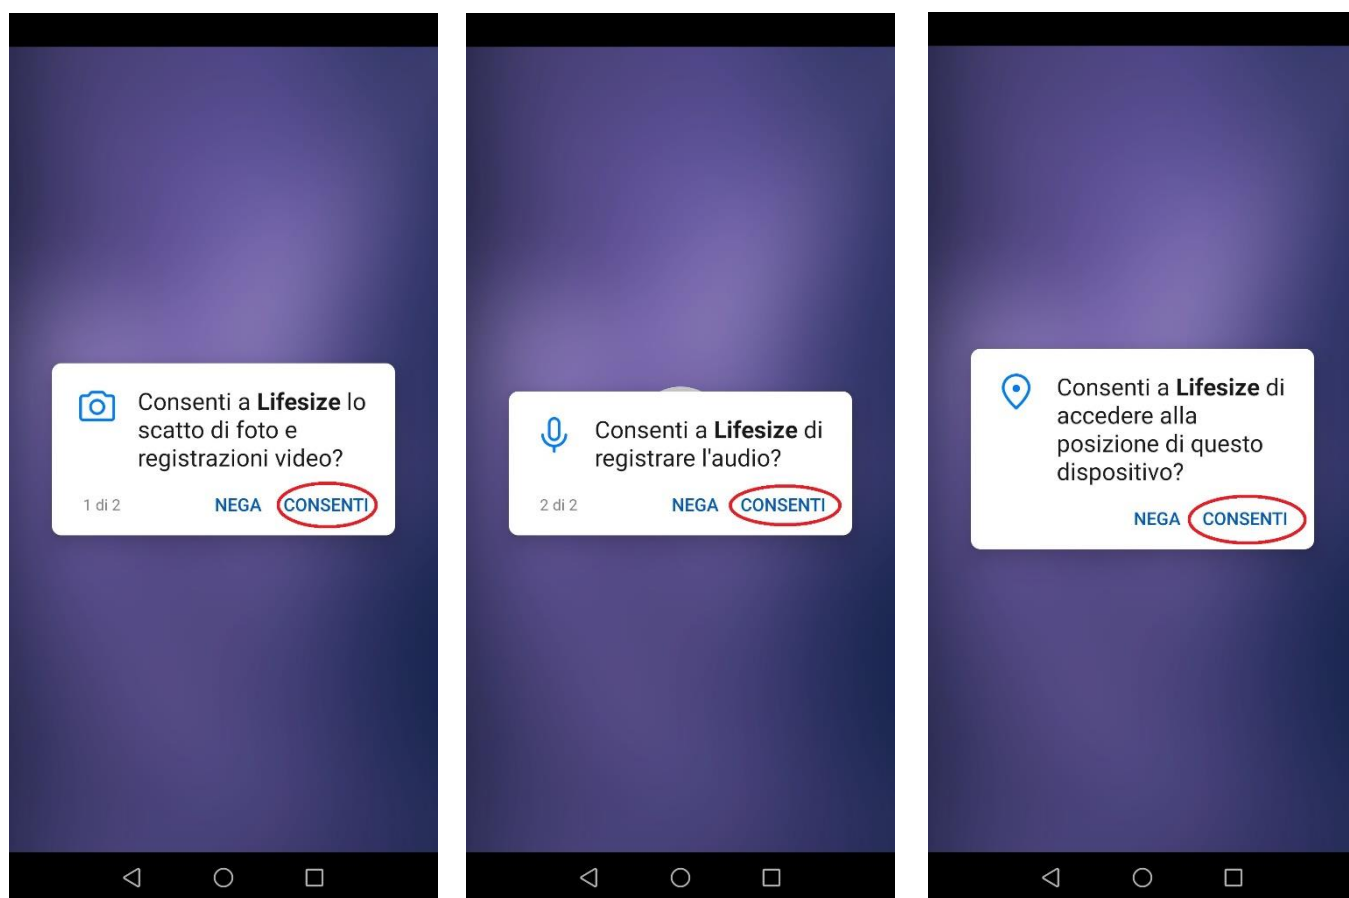 Consenti a Lifesize lo
scatto di foto e
registrazioni video?
1 di 2
NEGA
CONSENTI
Consenti a Lifesize di
registrare l'audio?
2 di 2
NEGA
CONSENTI
Consenti a Lifesize di
accedere alla
posizione di questo
dispositivo?
NEGA
CONSENTI